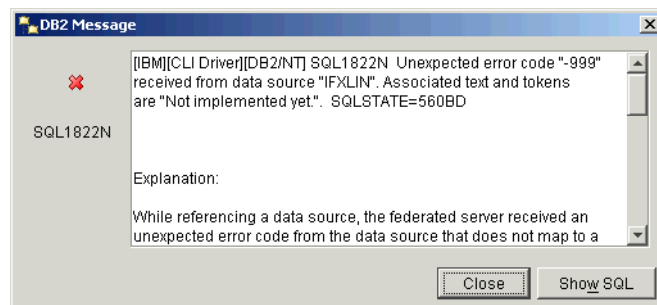 DB2 Message
[IBM][CLI Driver][DB2/NT] SQL1822N  Unexpected error code "-999"
received from data source "IFXLIN". Associated text and tokens
are "Not implemented yet.".  SQLSTATE=560BD
SQL1822N
Explanation:
While referencing a data source, the federated server received an
unexpected error code from the data source that does not map to a
Close
Show SQL